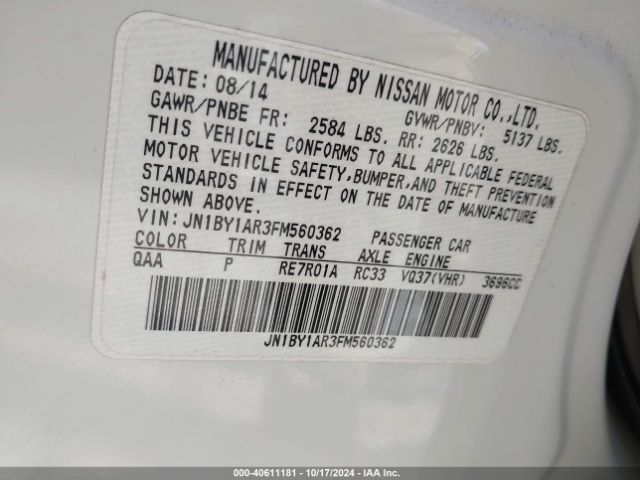 MANUFACTURED BY NISSAN MOTOR CO.,LTD.
DATE: 08/14 GVWR/PNBV: 5137 LBS.
GAWR/PNBE FR: 2584 LBS. RR: 2626 LBS.
THIS VEHICLE CONFORMS TO ALL APPLICABLE FEDERAL
MOTOR VEHICLE SAFETY,BUMPER,AND THEFT PREVENTION
STANDARDS IN EFFECT ON THE DATE OF MANUFACTURE
SHOWN ABOVE.
VIN:JN1BY1AR3FM560362 PASSENGER CAR
COLOR TRIM TRANS AXLE ENGINE
QAA P RE7R01A RC33 VQ37(VHR) 3696CC
JN1BY1AR3FM560362
000-40611181 - 10/17/2024 - IAA Inc.